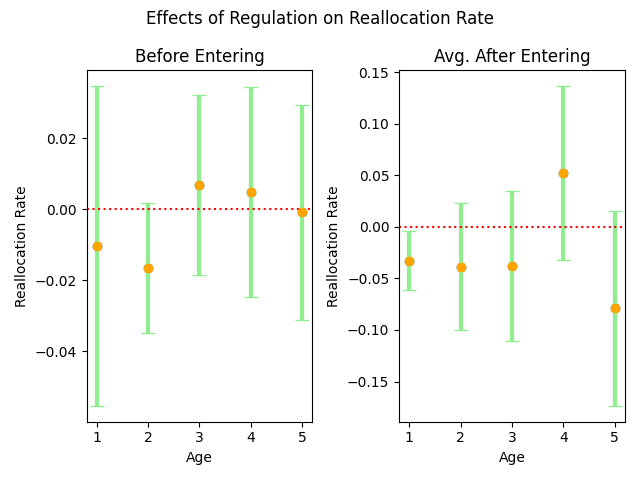 Effects of Regulation on Reallocation Rate
Before Entering
Avg. After Entering
Reallocation Rate
0.02
0.00
−0.02
−0.04
1 2 3 4 5
Age
Reallocation Rate
0.15
0.10
0.05
0.00
−0.05
−0.10
−0.15
1 2 3 4 5
Age